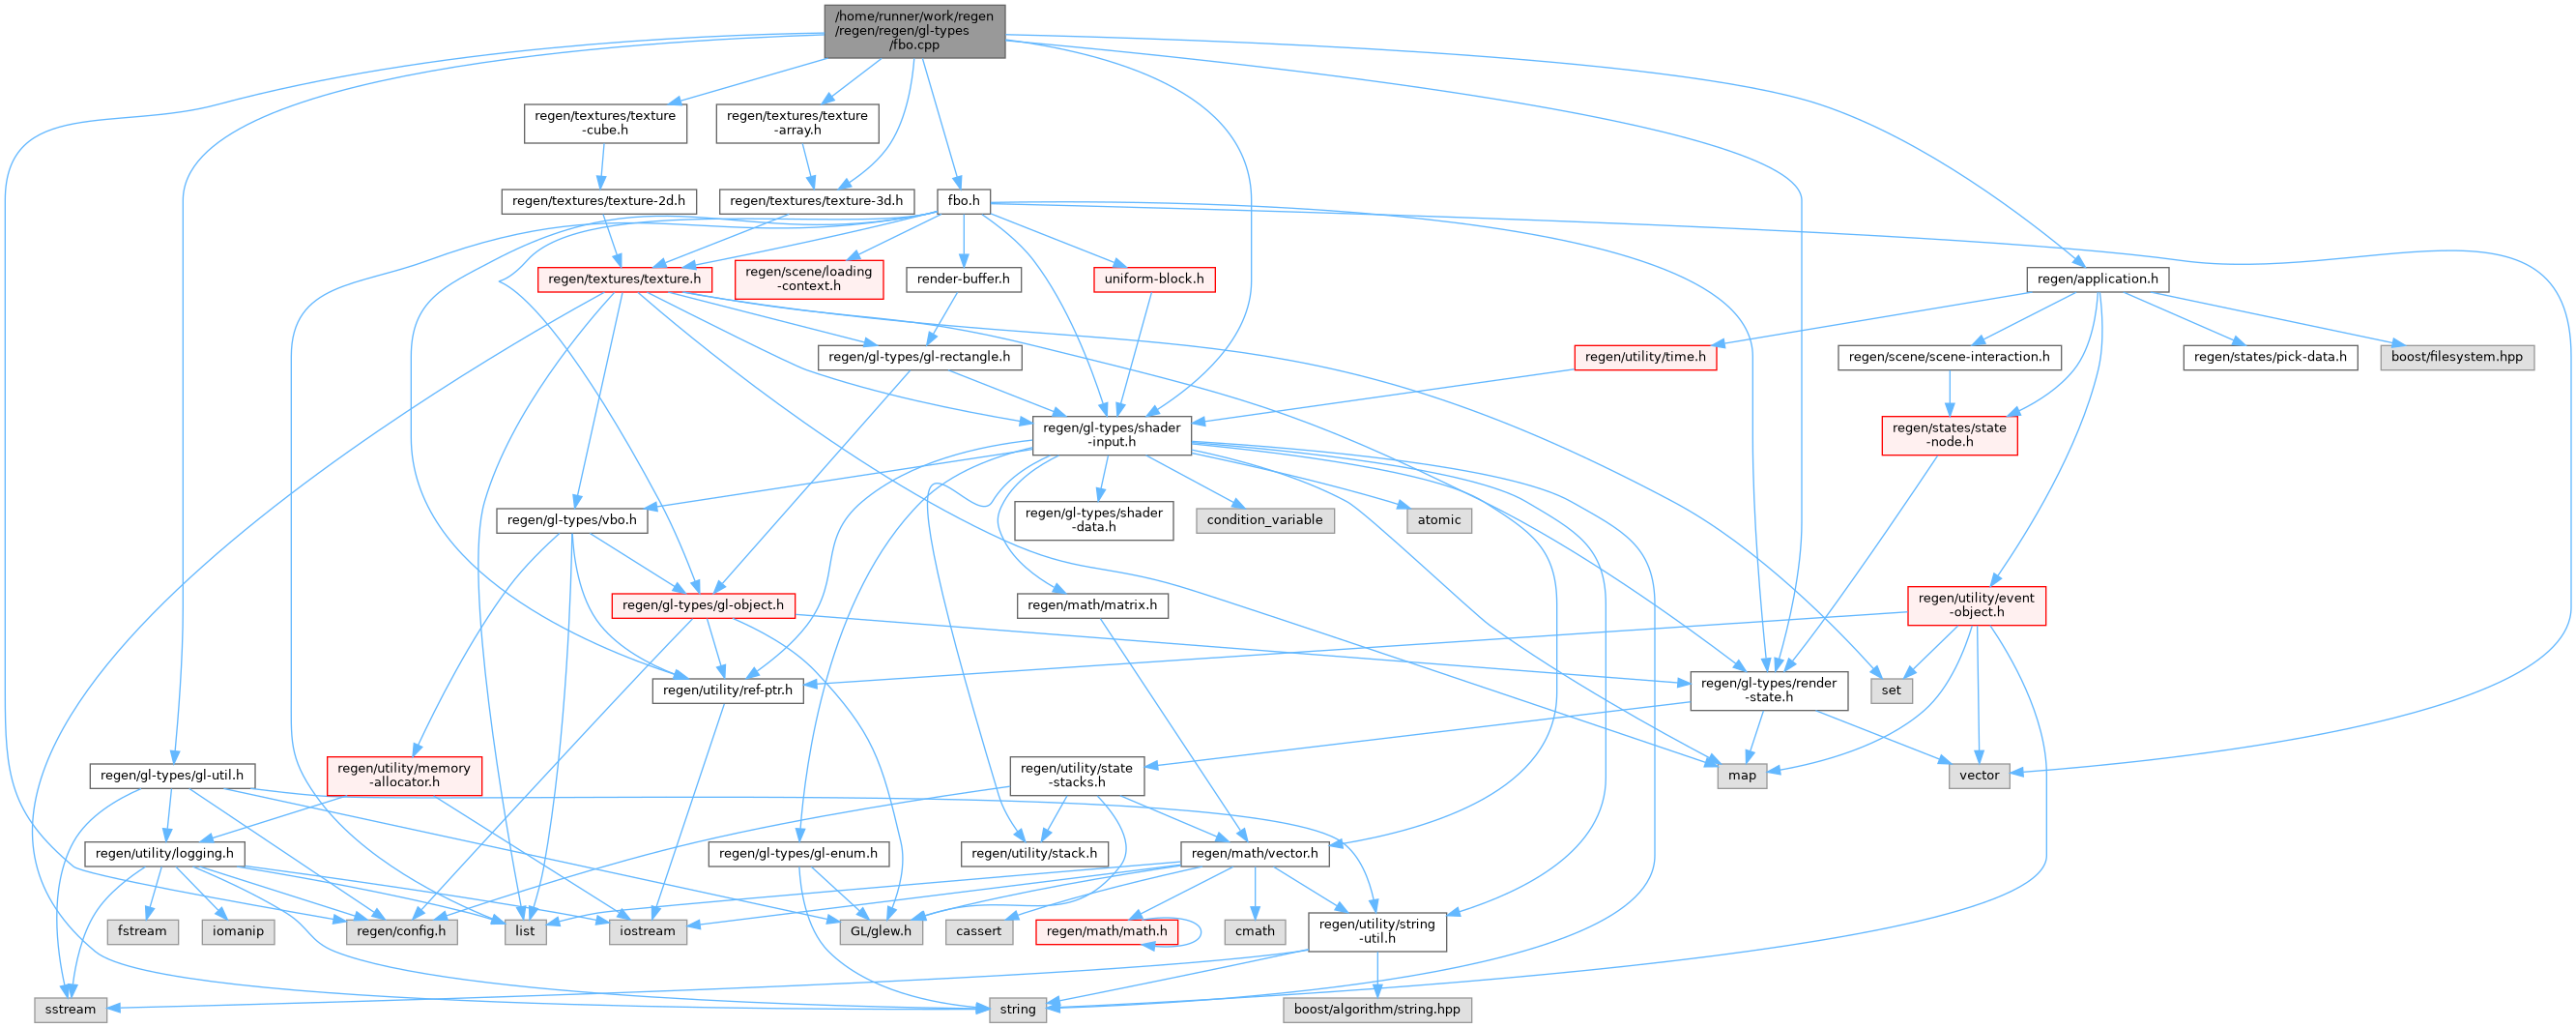 /home/runner/work/regen
/regen/regen/gl-types
/fbo.cpp
regen/textures/texture
-cube.h
regen/textures/texture
-array.h
regen/textures/texture-2d.h
regen/textures/texture-3d.h
fbo.h
regen/textures/texture.h
regen/scene/loading
-context.h
render-buffer.h
uniform-block.h
regen/application.h
regen/gl-types/gl-rectangle.h
regen/utility/time.h
regen/scene/scene-interaction.h
regen/states/pick-data.h
boost/filesystem.hpp
regen/gl-types/shader
-input.h
regen/states/state
-node.h
regen/gl-types/vbo.h
regen/gl-types/shader
-data.h
condition_variable
atomic
regen/gl-types/gl-object.h
regen/math/matrix.h
regen/utility/event
-object.h
regen/utility/ref-ptr.h
regen/gl-types/render
-state.h
set
regen/gl-types/gl-util.h
regen/utility/memory
-allocator.h
regen/utility/state
-stacks.h
map
vector
regen/utility/logging.h
regen/gl-types/gl-enum.h
regen/utility/stack.h
regen/math/vector.h
fstream
iomanip
regen/config.h
list
iostream
GL/glew.h
cassert
regen/math/math.h
cmath
regen/utility/string
-util.h
sstream
string
boost/algorithm/string.hpp